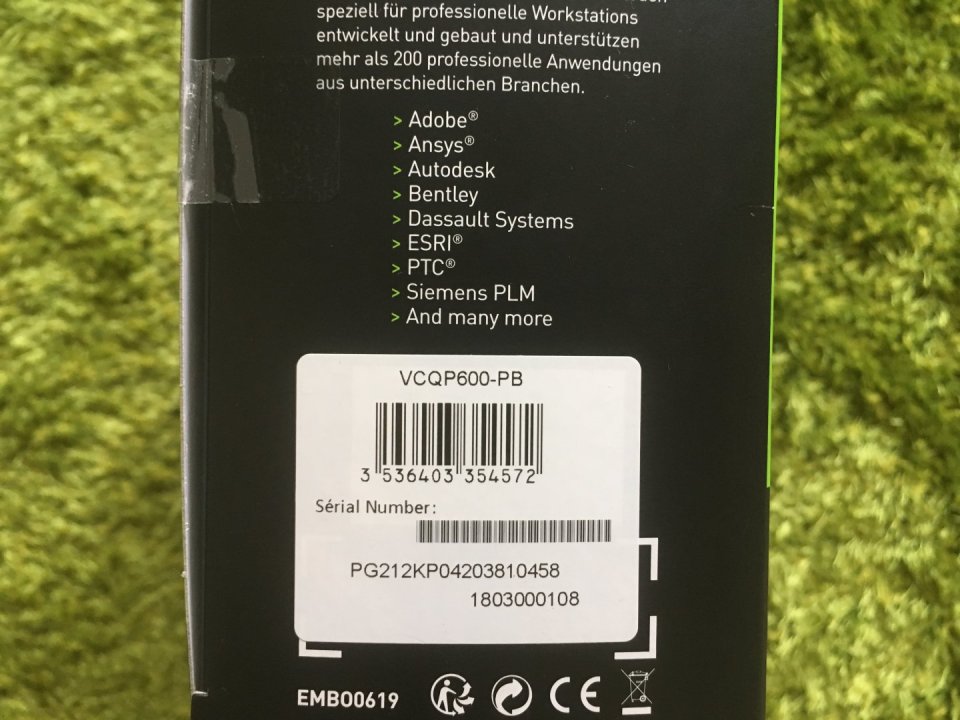 speziell für professionelle Workstations
entwickelt und gebaut und unterstützen
mehr als 200 professionelle Anwendungen
aus unterschiedlichen Branchen.
> Adobe®
> Ansys®
> Autodesk
> Bentley
> Dassault Systems
> ESRI®
> PTC®
> Siemens PLM
> And many more
VCQP600-PB
3 536403 354572
Sérial Number:
PG212KP04203810458
1803000108
EMB00619
CE